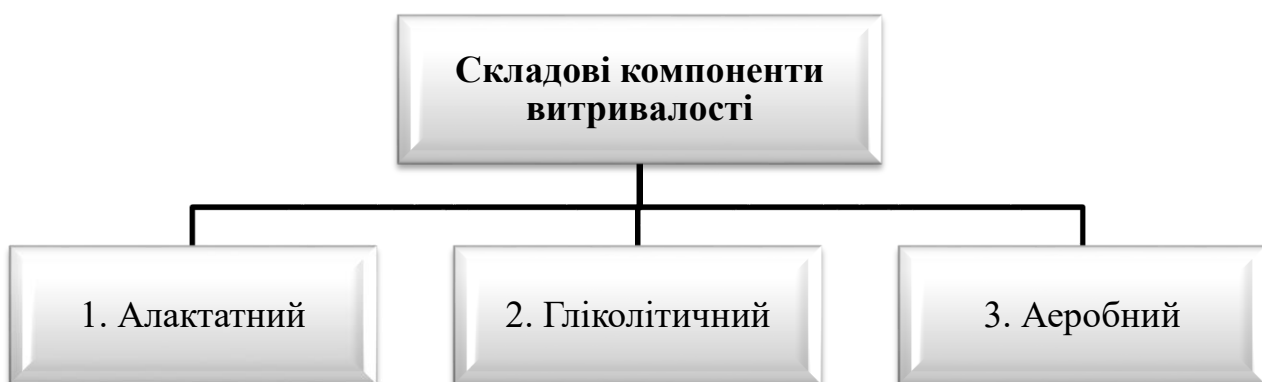 Складові компоненти
витривалості
1. Алактатний
2. Гліколітичний
3. Аеробний